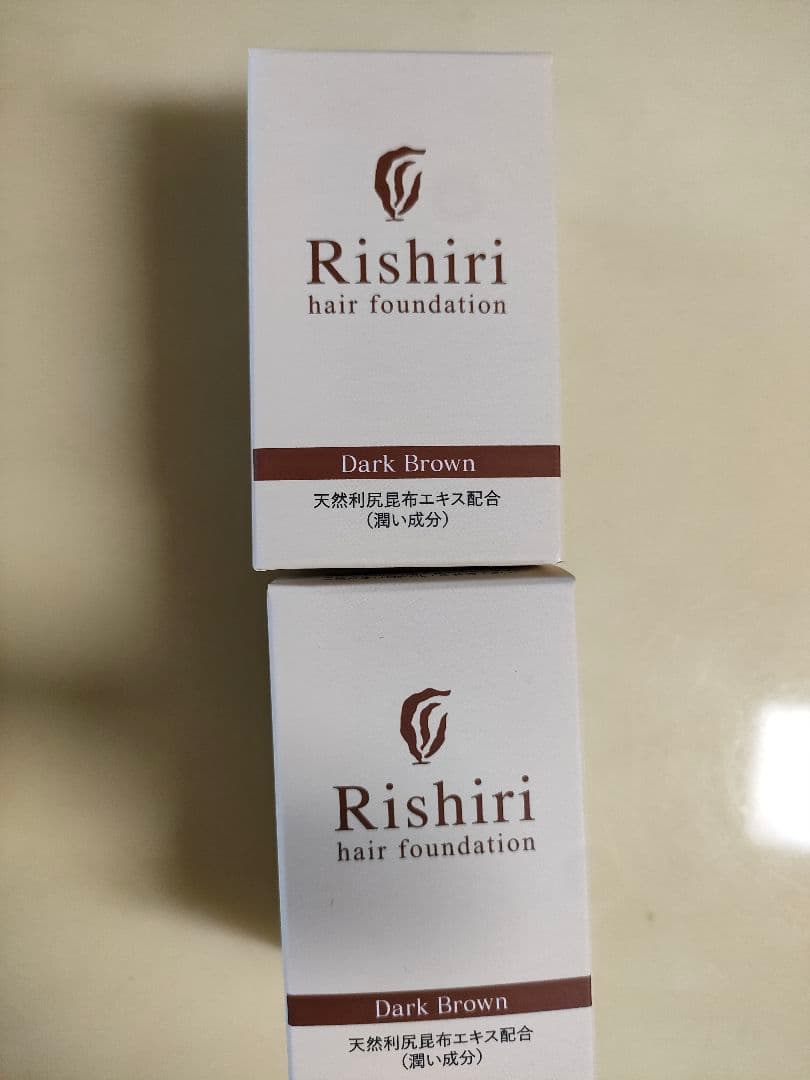 Rishiri
hair foundation
Dark Brown
天然利尻昆布エキス配合
（潤い成分）
Rishiri
hair foundation
Dark Brown
天然利尻昆布エキス配合
（潤い成分）